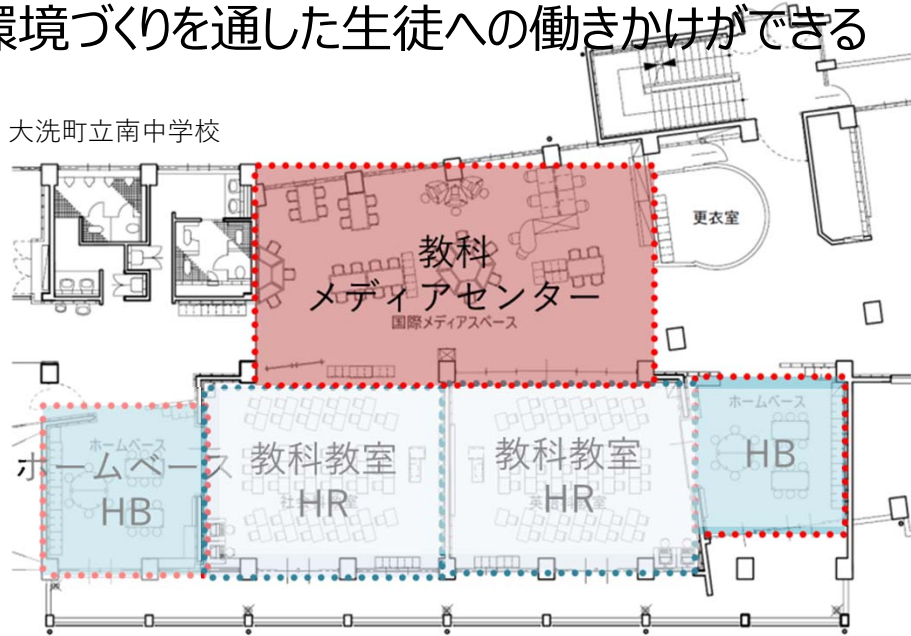 環境づくりを通した生徒への働きかけができる
大洗町立南中学校
更衣室
教科
メディアセンター
国際メディアスペース
ホームベース
HB
ホームベース
ホームベース
HB
教科教室
HR
教科教室
HR